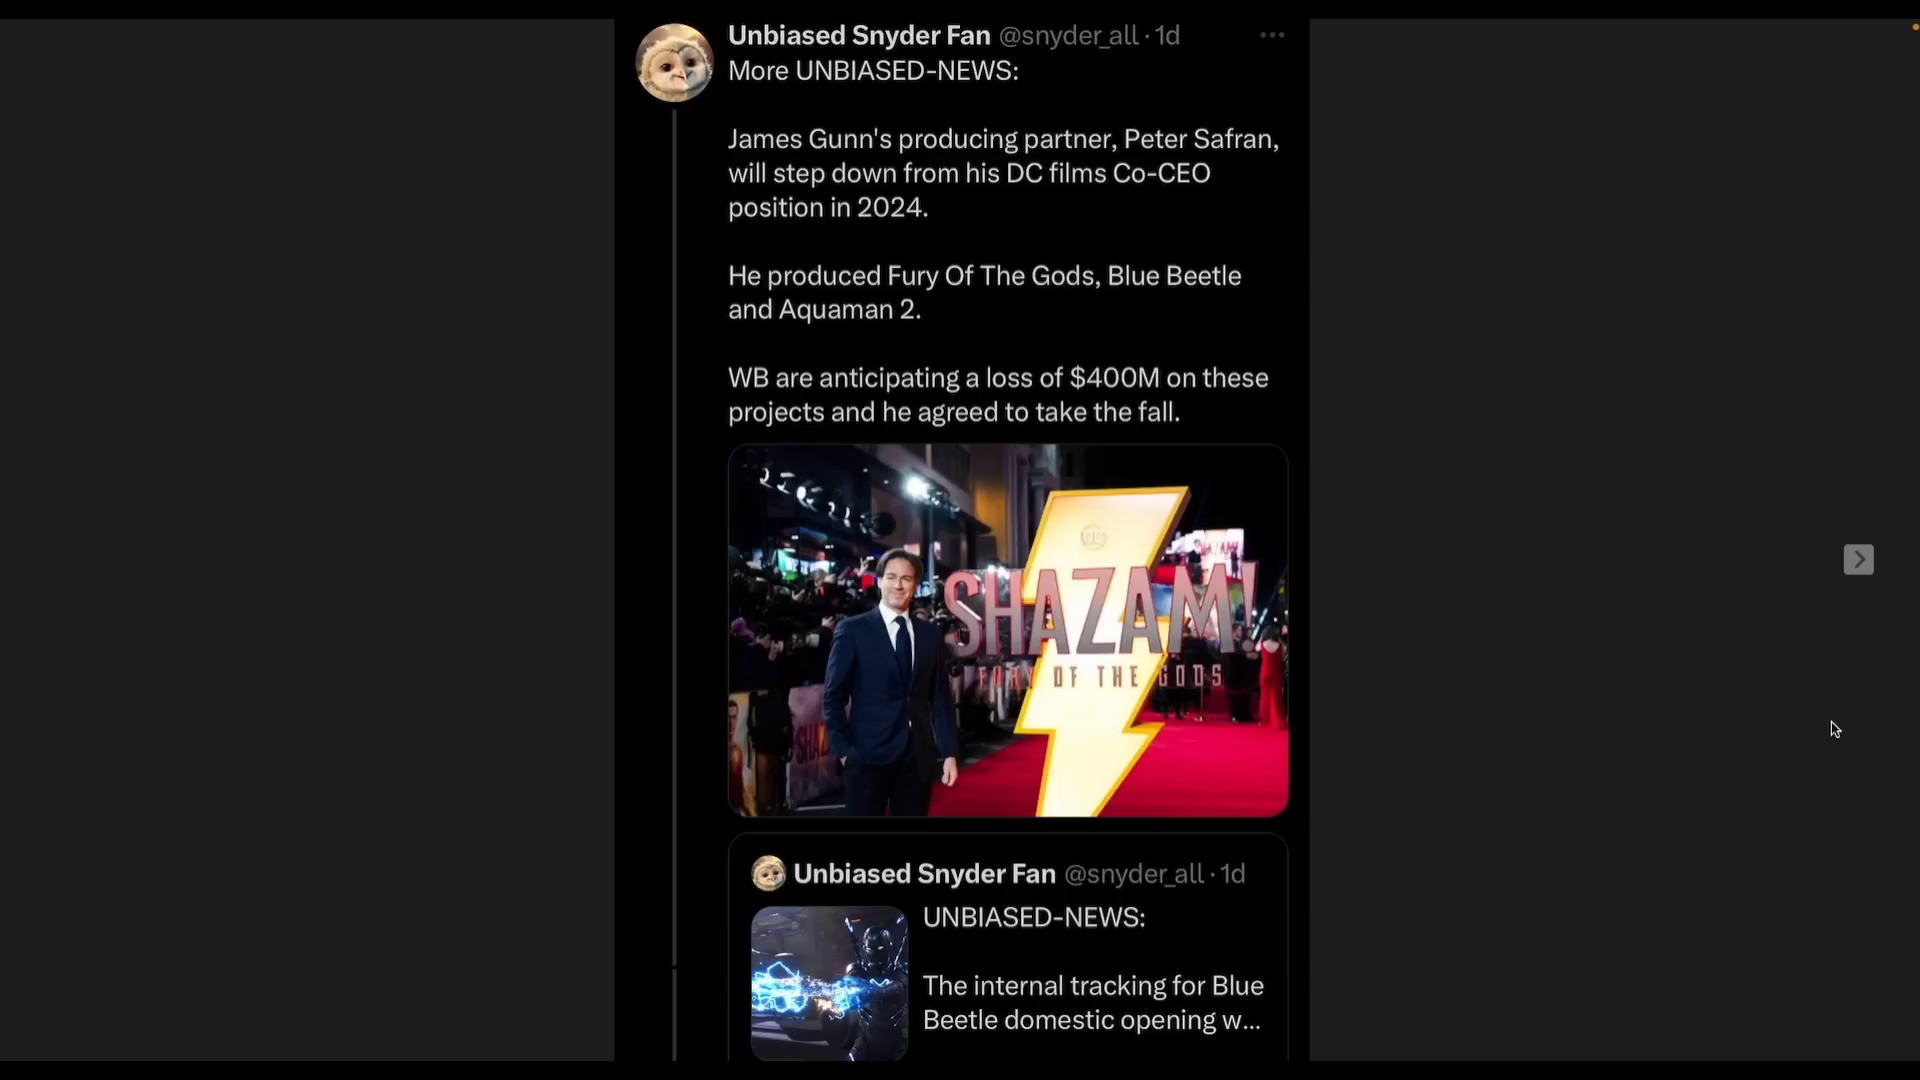 Unbiased Snyder Fan @snyder_all · 1d
More UNBIASED-NEWS:
James Gunn's producing partner, Peter Safran,
will step down from his DC films Co-CEO
position in 2024.
He produced Fury Of The Gods, Blue Beetle
and Aquaman 2.
WB are anticipating a loss of $400M on these
projects and he agreed to take the fall.
SHAZAM!
FURY OF THE GODS
Unbiased Snyder Fan @snyder_all · 1d
UNBIASED-NEWS:
The internal tracking for Blue
Beetle domestic opening w...